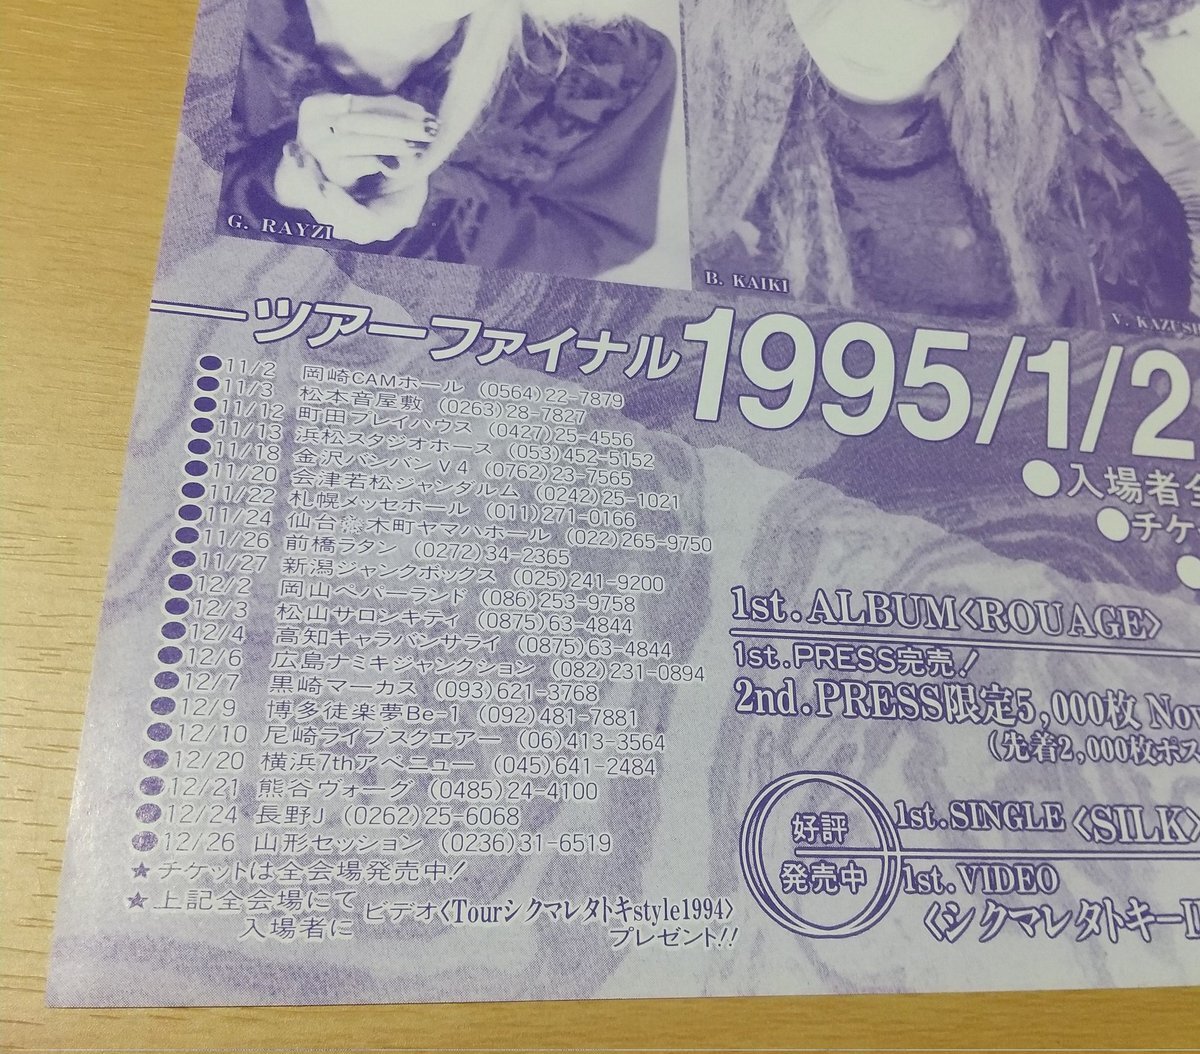 G. RAYZI
B. KAIKI
V. KAZUS
ツアーファイナル1995/1/2
●11/2 岡崎CAMホール (0564)22-7879
●11/3 松本音屋敷 (0263)28-7827
●11/12 町田プレイハウス (0427)25-4556
●11/13 浜松スタジオホース (053)452-5152
●11/18 金沢バンバンV4 (0762)23-7565
●11/20 会津若松ジャンダルム (0242)25-1021
●11/22 札幌メッセホール (011)271-0166
●11/24 仙台 木町ヤマハホール (022)265-9750
●11/26 前橋ラタン (0272)34-2365
●11/27 新潟ジャンクボックス (025)241-9200
●12/2 岡山ペパーランド (086)253-9758
●12/3 松山サロンキティ (0875)63-4844
●12/4 高知キャラバンサライ (0875)63-4844
●12/6 広島ナミキジャンクション (082)231-0894
●12/7 黒崎マーカス (093)621-3768
●12/9 博多徒楽夢Be-1 (092)481-7881
●12/10 尼崎ライブスクエアー (06)413-3564
●12/20 横浜7thアベニュー (045)641-2484
●12/21 熊谷ヴォーグ (0485)24-4100
●12/24 長野J (0262)25-6068
●12/26 山形セッション (0236)31-6519
★チケットは全会場発売中!
★上記全会場にて
入場者に ビデオ〈Tourシクマレタトキstyle1994〉
プレゼント!!
●入場者全
●チケ
1st.ALBUM〈ROUAGE〉
1st.PRESS完売!
2nd.PRESS限定5,000枚 Nov
(先着2,000枚ポス
好評
発売中
1st.SINGLE〈SILK〉
1st.VIDEO
〈シクマレタトキ－